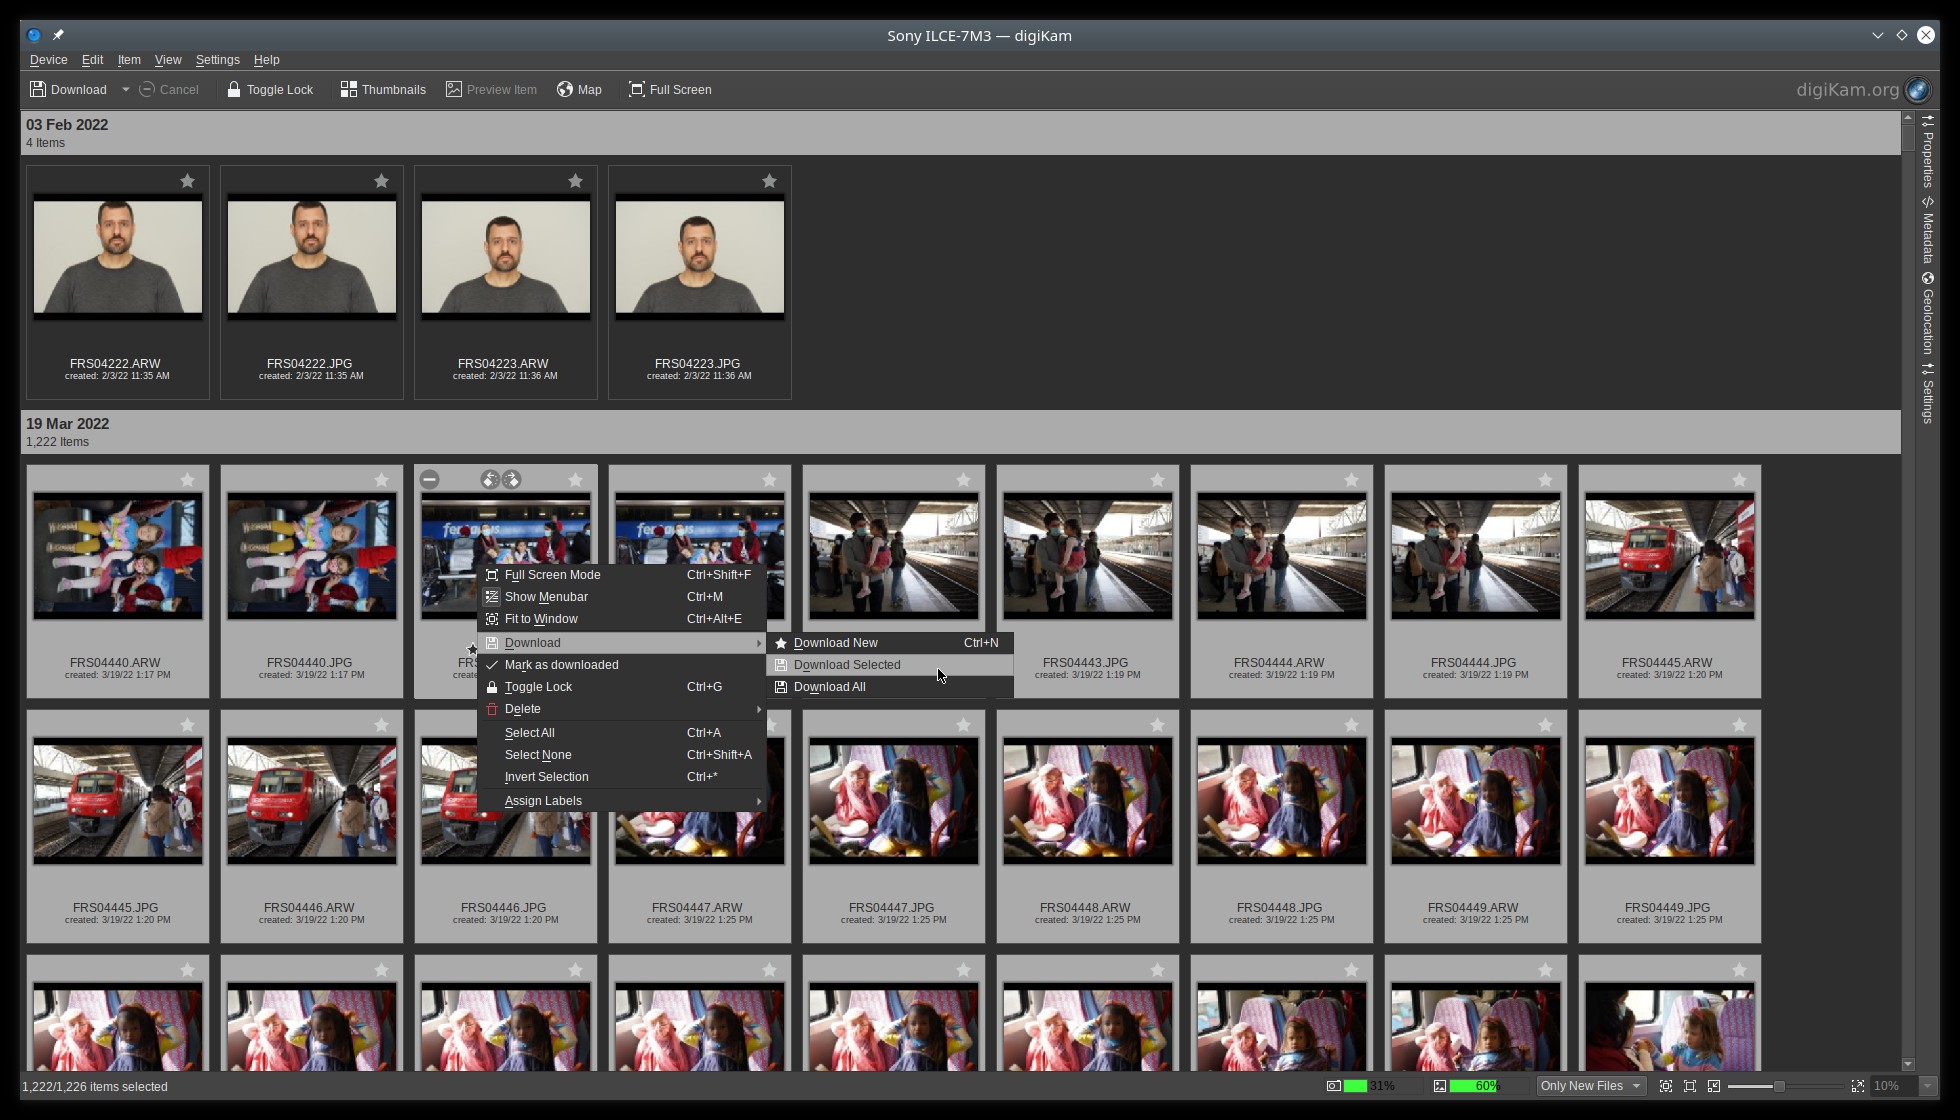 Sony ILCE-7M3 — digiKam
Device Edit Item View Settings Help
Download Cancel Toggle Lock Thumbnails Preview Item Map Full Screen digiKam.org
03 Feb 2022
4 Items
FRS04222.ARW FRS04222.JPG FRS04223.ARW FRS04223.JPG
created: 2/3/22 11:35 AM created: 2/3/22 11:35 AM created: 2/3/22 11:36 AM created: 2/3/22 11:36 AM
19 Mar 2022
1,222 Items
FRS04440.ARW FRS04440.JPG FRS04443.JPG FRS04444.ARW FRS04444.JPG FRS04445.ARW
created: 3/19/22 1:17 PM created: 3/19/22 1:17 PM created: 3/19/22 1:19 PM created: 3/19/22 1:19 PM created: 3/19/22 1:20 PM
Full Screen Mode Ctrl+Shift+F
Show Menubar Ctrl+M
Fit to Window Ctrl+Alt+E
Download
Mark as downloaded
Toggle Lock Ctrl+G
Delete
Select All Ctrl+A
Select None Ctrl+Shift+A
Invert Selection Ctrl+*
Assign Labels
Download New Ctrl+N
Download Selected
Download All
FRS04445.JPG FRS04446.ARW FRS04446.JPG FRS04447.ARW FRS04447.JPG FRS04448.ARW FRS04448.JPG FRS04449.ARW FRS04449.JPG
created: 3/19/22 1:20 PM created: 3/19/22 1:20 PM created: 3/19/22 1:20 PM created: 3/19/22 1:25 PM created: 3/19/22 1:25 PM created: 3/19/22 1:25 PM created: 3/19/22 1:25 PM created: 3/19/22 1:25 PM created: 3/19/22 1:25 PM
1,222/1,226 items selected 31% 60% Only New Files 10%
Properties
Metadata
Geolocation
Settings